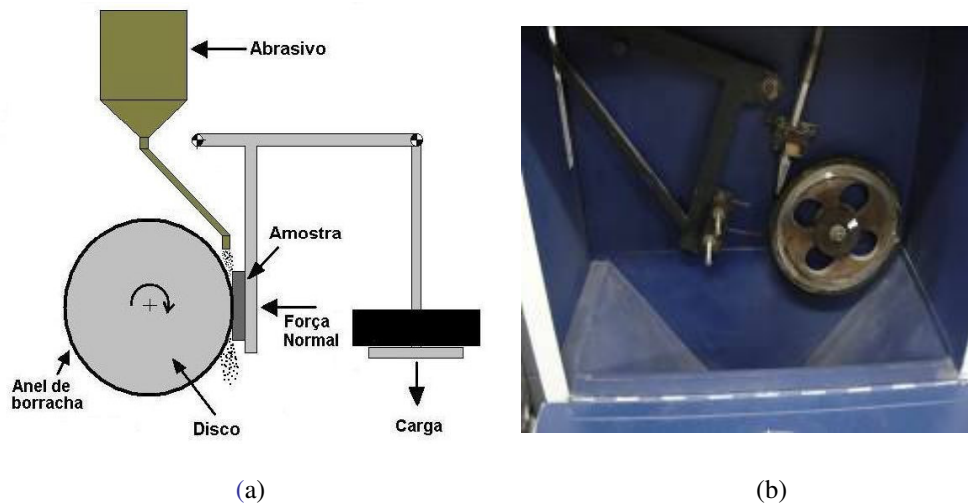 Abrasivo
Amostra
Força
Normal
Anel de
borracha
Disco
Carga
(a)
(b)